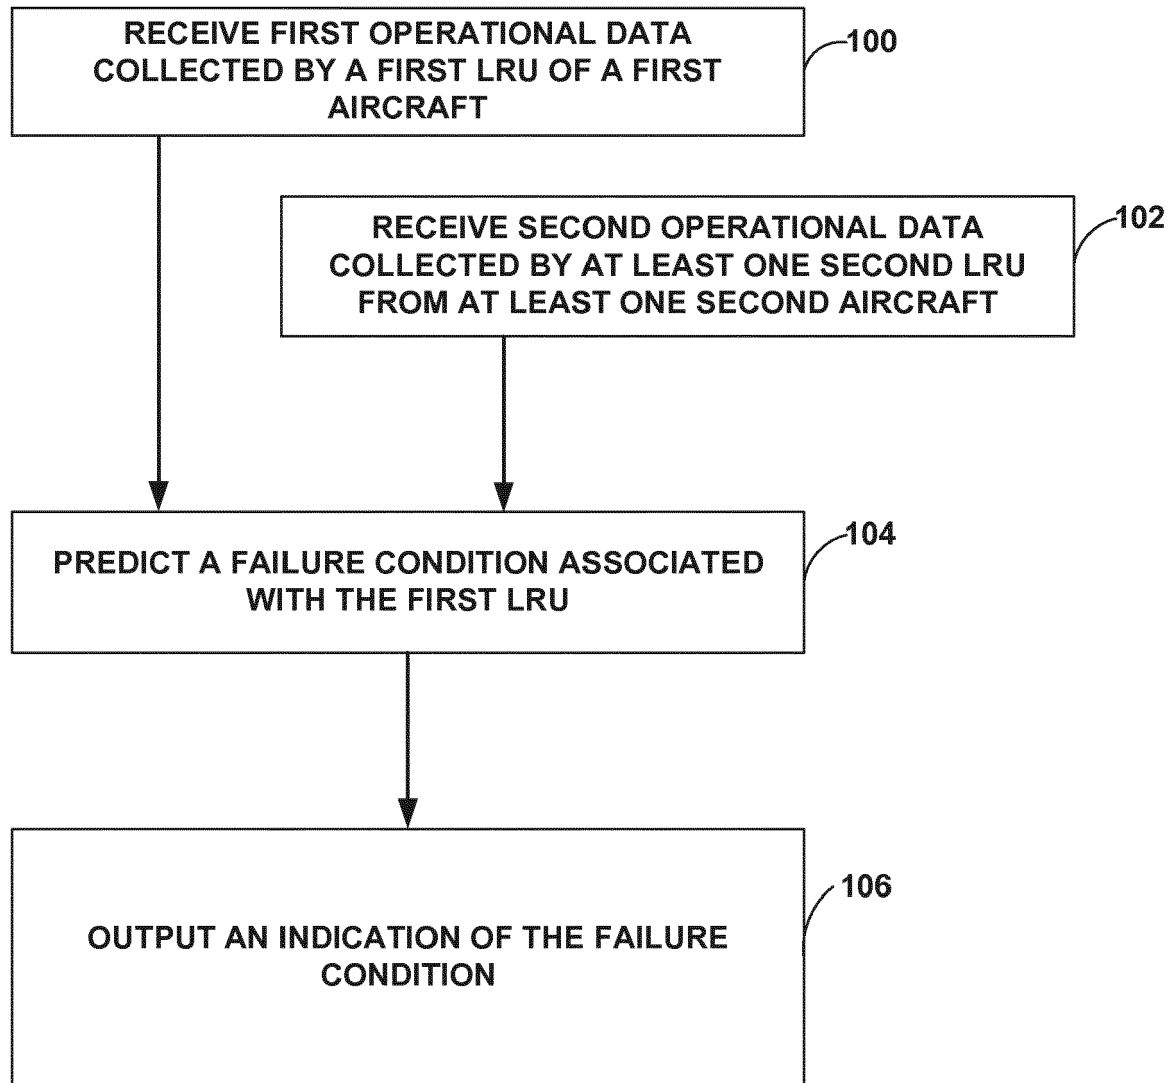 RECEIVE FIRST OPERATIONAL DATA
COLLECTED BY A FIRST LRU OF A FIRST
AIRCRAFT
100
RECEIVE SECOND OPERATIONAL DATA
COLLECTED BY AT LEAST ONE SECOND LRU
FROM AT LEAST ONE SECOND AIRCRAFT
102
PREDICT A FAILURE CONDITION ASSOCIATED
WITH THE FIRST LRU
104
OUTPUT AN INDICATION OF THE FAILURE
CONDITION
106